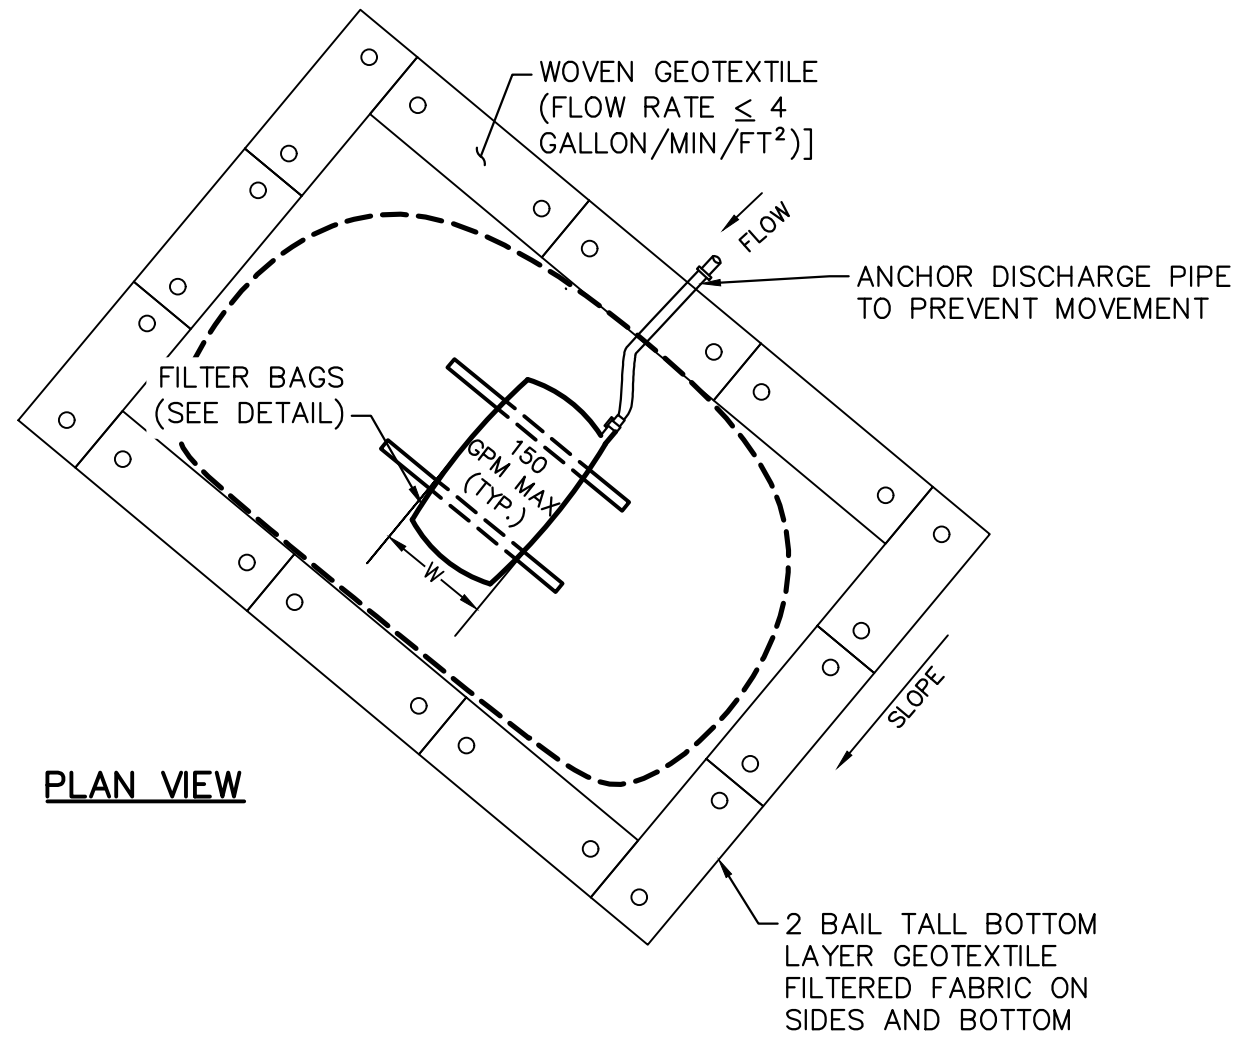 WOVEN GEOTEXTILE
(FLOW RATE ≤ 4
GALLON/MIN/FT²)]
FLOW
ANCHOR DISCHARGE PIPE
TO PREVENT MOVEMENT
FILTER BAGS
(SEE DETAIL)
150
GPM MAX
(TYP.)
W
SLOPE
PLAN VIEW
2 BAIL TALL BOTTOM
LAYER GEOTEXTILE
FILTERED FABRIC ON
SIDES AND BOTTOM